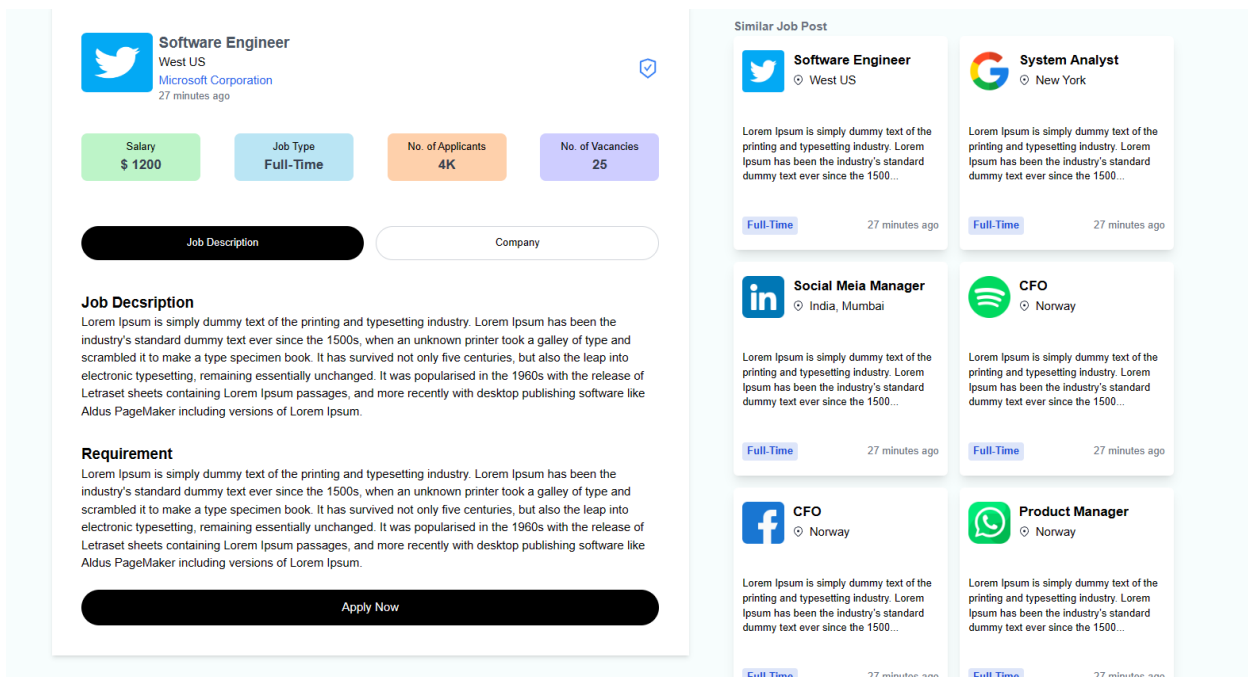 Software Engineer
West US
Microsoft Corporation
27 minutes ago
Salary
$ 1200
Job Type
Full-Time
No. of Applicants
4K
No. of Vacancies
25
Job Description
Company
Job Decsription
Lorem Ipsum is simply dummy text of the printing and typesetting industry. Lorem Ipsum has been the
industry's standard dummy text ever since the 1500s, when an unknown printer took a galley of type and
scrambled it to make a type specimen book. It has survived not only five centuries, but also the leap into
electronic typesetting, remaining essentially unchanged. It was popularised in the 1960s with the release of
Letraset sheets containing Lorem Ipsum passages, and more recently with desktop publishing software like
Aldus PageMaker including versions of Lorem Ipsum.
Requirement
Lorem Ipsum is simply dummy text of the printing and typesetting industry. Lorem Ipsum has been the
industry's standard dummy text ever since the 1500s, when an unknown printer took a galley of type and
scrambled it to make a type specimen book. It has survived not only five centuries, but also the leap into
electronic typesetting, remaining essentially unchanged. It was popularised in the 1960s with the release of
Letraset sheets containing Lorem Ipsum passages, and more recently with desktop publishing software like
Aldus PageMaker including versions of Lorem Ipsum.
Apply Now
Similar Job Post
Software Engineer
West US
Lorem Ipsum is simply dummy text of the
printing and typesetting industry. Lorem
Ipsum has been the industry's standard
dummy text ever since the 1500...
Full-Time
27 minutes ago
System Analyst
New York
Lorem Ipsum is simply dummy text of the
printing and typesetting industry. Lorem
Ipsum has been the industry's standard
dummy text ever since the 1500...
Full-Time
27 minutes ago
in
Social Meia Manager
India, Mumbai
Lorem Ipsum is simply dummy text of the
printing and typesetting industry. Lorem
Ipsum has been the industry's standard
dummy text ever since the 1500...
Full-Time
27 minutes ago
CFO
Norway
Lorem Ipsum is simply dummy text of the
printing and typesetting industry. Lorem
Ipsum has been the industry's standard
dummy text ever since the 1500...
Full-Time
27 minutes ago
CFO
Norway
Lorem Ipsum is simply dummy text of the
printing and typesetting industry. Lorem
Ipsum has been the industry's standard
dummy text ever since the 1500...
Full-Time
27 minutes ago
Product Manager
Norway
Lorem Ipsum is simply dummy text of the
printing and typesetting industry. Lorem
Ipsum has been the industry's standard
dummy text ever since the 1500...
Full-Time
27 minutes ago